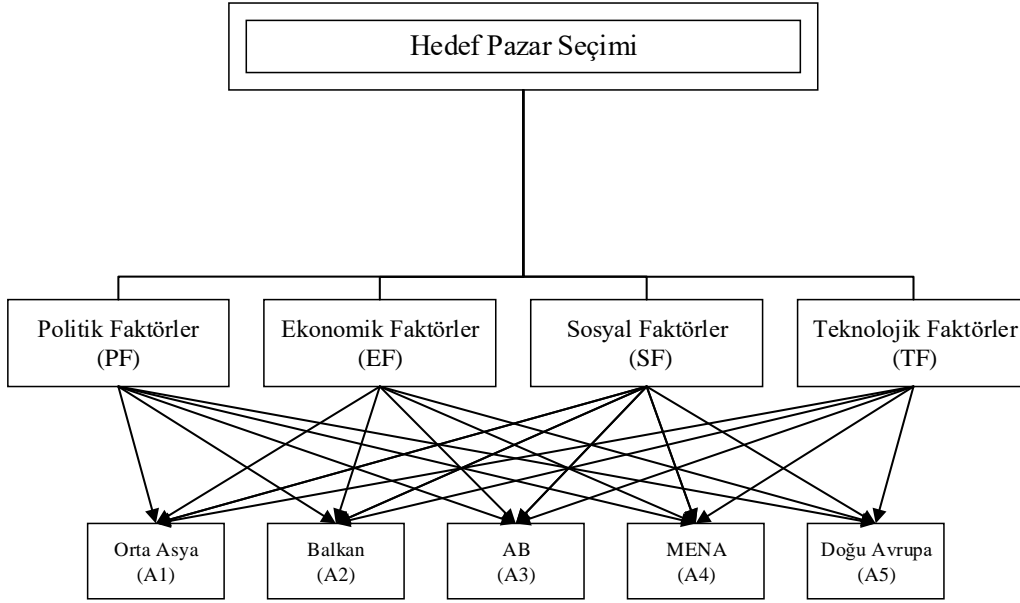 Hedef Pazar Seçimi
Politik Faktörler
(PF)
Ekonomik Faktörler
(EF)
Sosyal Faktörler
(SF)
Teknolojik Faktörler
(TF)
Orta Asya
(A1)
Balkan
(A2)
AB
(A3)
MENA
(A4)
Doğu Avrupa
(A5)